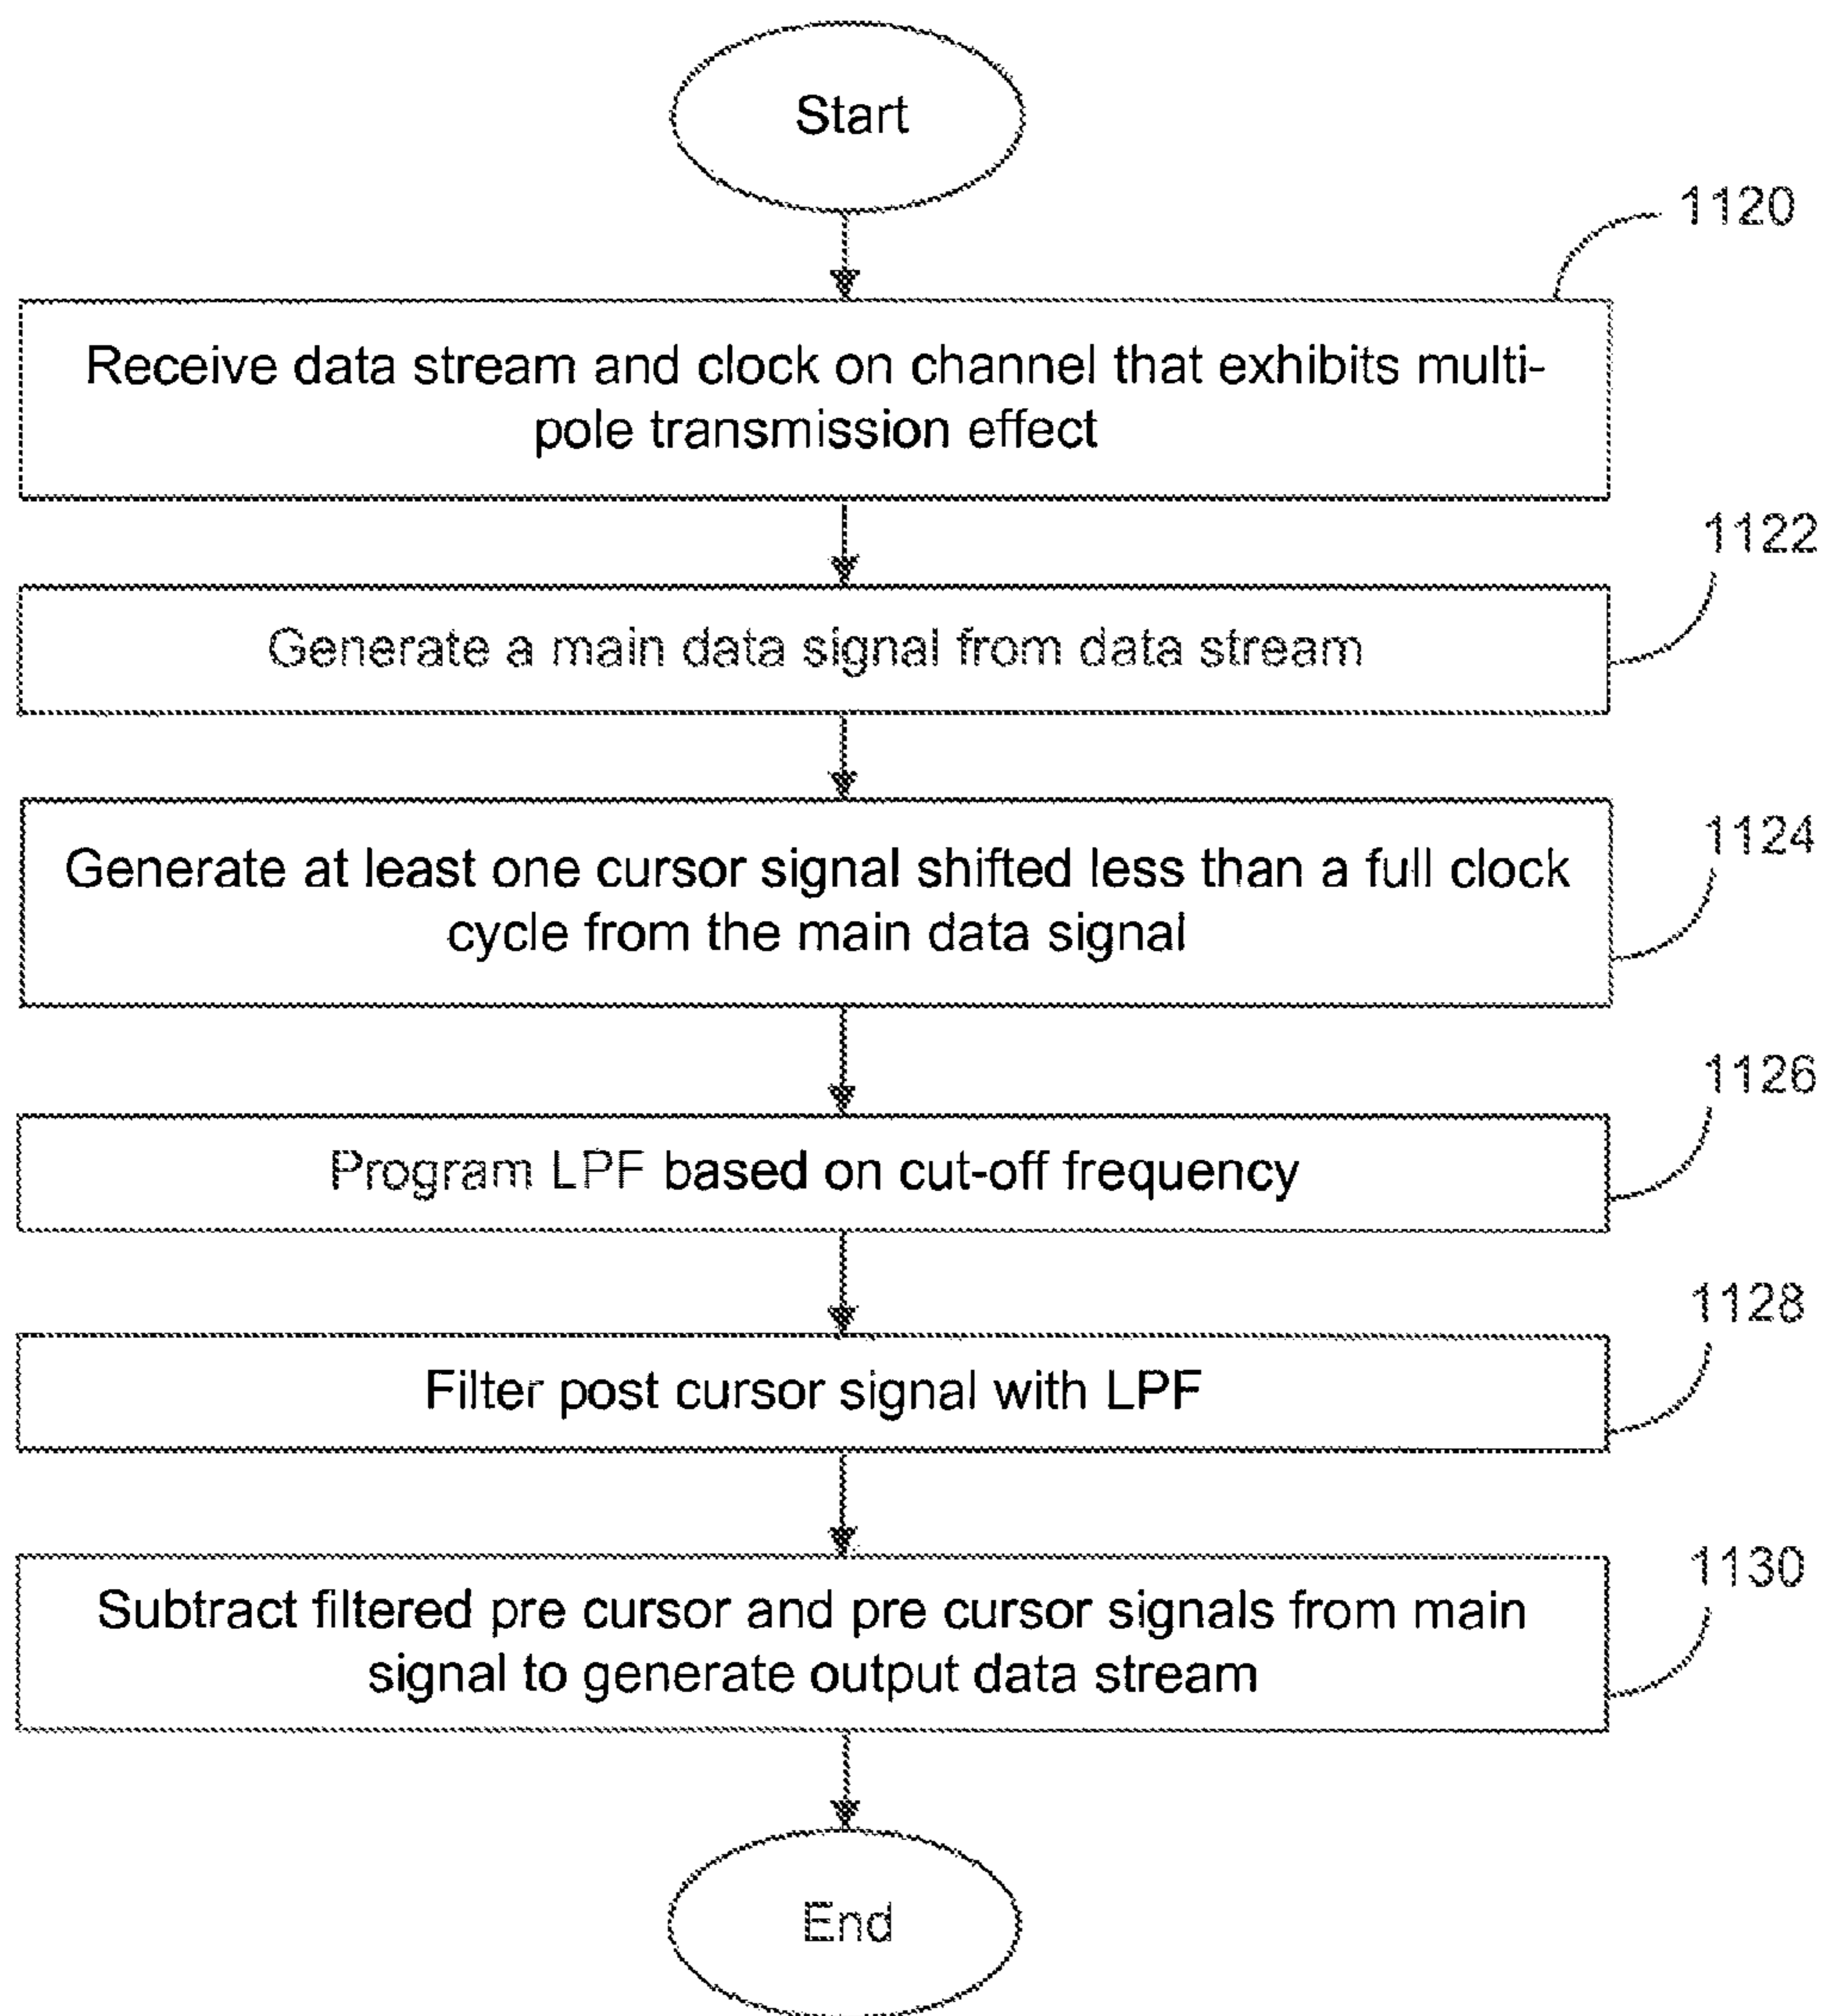 Start
1120
Receive data stream and clock on channel that exhibits multi-
pole transmission effect
1122
Generate a main data signal from data stream
1124
Generate at least one cursor signal shifted less than a full clock
cycle from the main data signal
1126
Program LPF based on cut-off frequency
1128
Filter post cursor signal with LPF
1130
Subtract filtered pre cursor and pre cursor signals from main
signal to generate output data stream
End